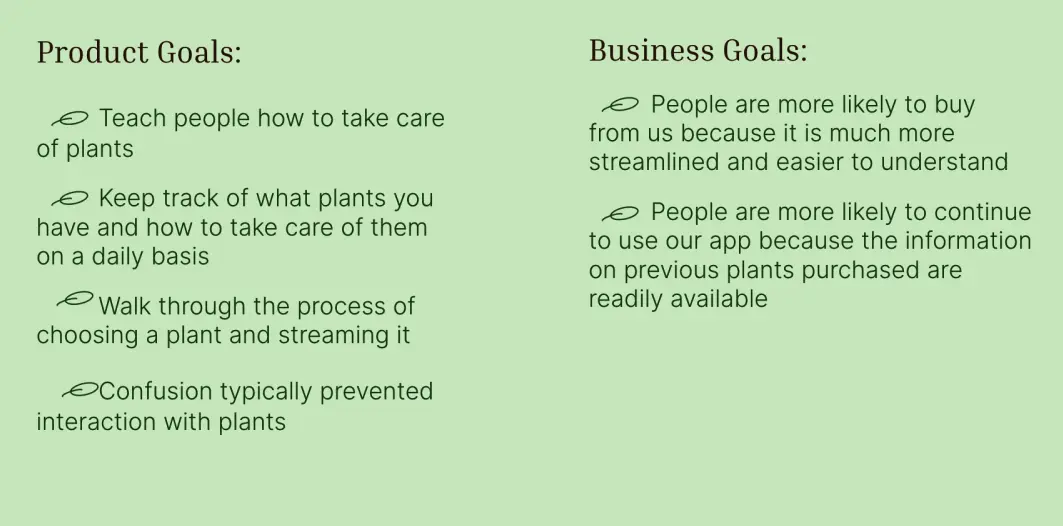 Product Goals:
Teach people how to take care
of plants
Keep track of what plants you
have and how to take care of them
on a daily basis
Walk through the process of
choosing a plant and streaming it
Confusion typically prevented
interaction with plants
Business Goals:
People are more likely to buy
from us because it is much more
streamlined and easier to understand
People are more likely to continue
to use our app because the information
on previous plants purchased are
readily available